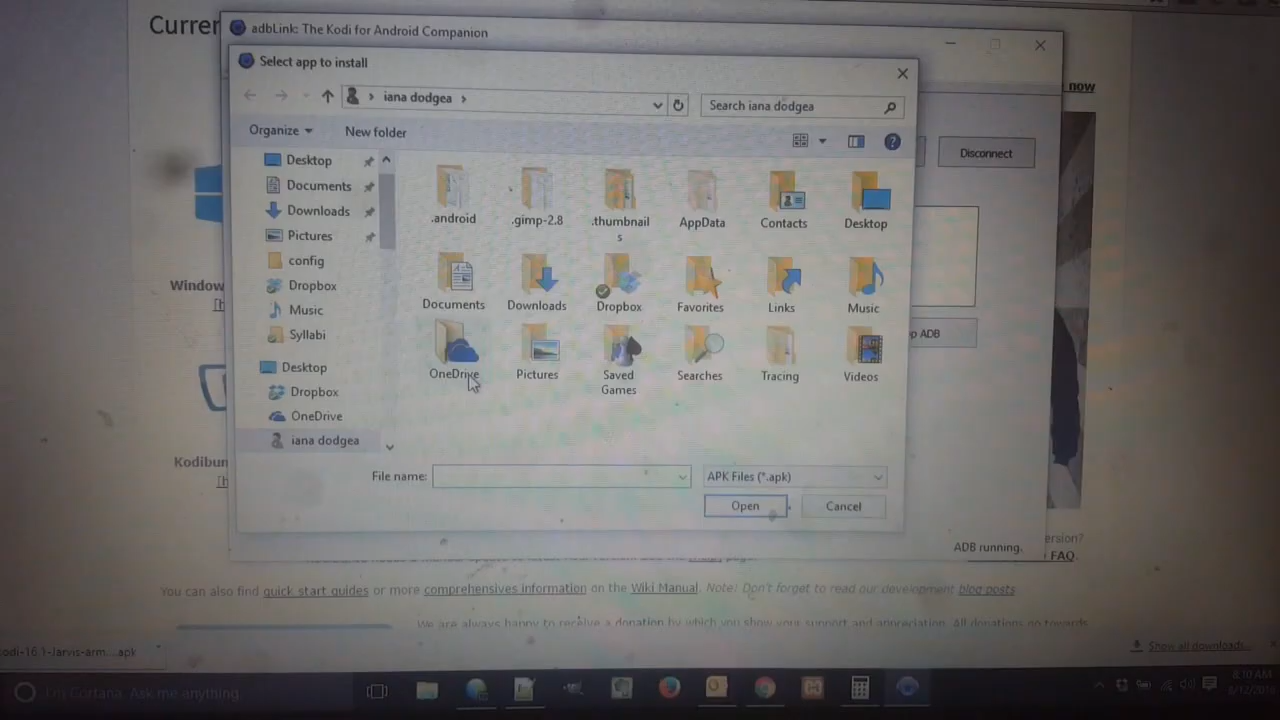 Curren
adbLink: The Kodi for Android Companion
Select app to install
now
iana dodgea
Search iana dodgea
Organize
New folder
Disconnect
Desktop
Documents
Downloads
Pictures
config
Dropbox
Music
Syllabi
Desktop
Dropbox
OneDrive
iana dodgea
.android
.gimp-2.8
.thumbnail
s
AppData
Contacts
Desktop
Documents
Downloads
Dropbox
Favorites
Links
Music
OneDrive
Pictures
Saved
Games
Searches
Tracing
Videos
Window
p ADB
Kodibun
File name:
APK Files (*.apk)
Open
Cancel
ADB running.
ersion?
FAQ.
You can also find quick start guides or more comprehensives information on the Wiki Manual. Note! Don't forget to read our development blog posts
We are always happy to receive a donation by which you show your support and appreciation. All donations go towards
odi-16.1-Jarvis-arm....apk
Show all downloads...
I'm Cortana. Ask me anything.
8:10 AM
8/12/2016